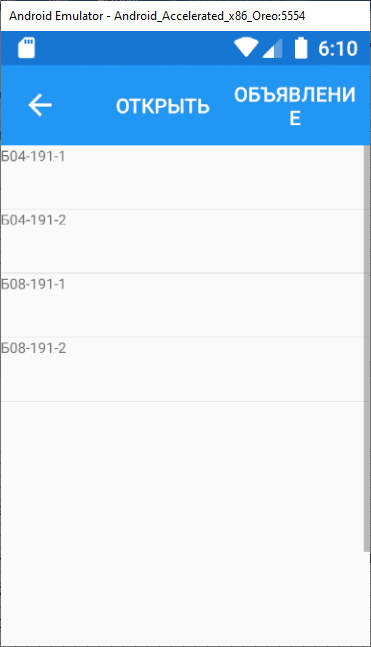 Android Emulator - Android_Accelerated_x86_Oreo:5554
6:10
ОТКРЫТЬ
ОБЪЯВЛЕНИ
Е
Б04-191-1
Б04-191-2
Б08-191-1
Б08-191-2